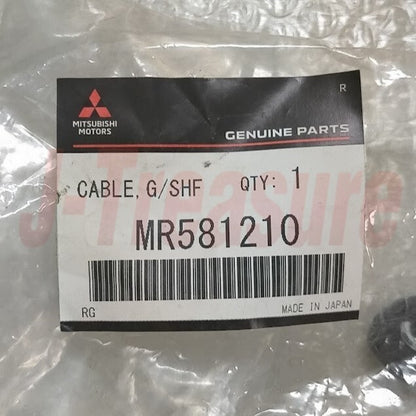 R
MITSUBISHI
MOTORS
GENUINE PARTS
CABLE, G/SHF QTY: 1
MR581210
RG MADE IN JAPAN
J-Treasure